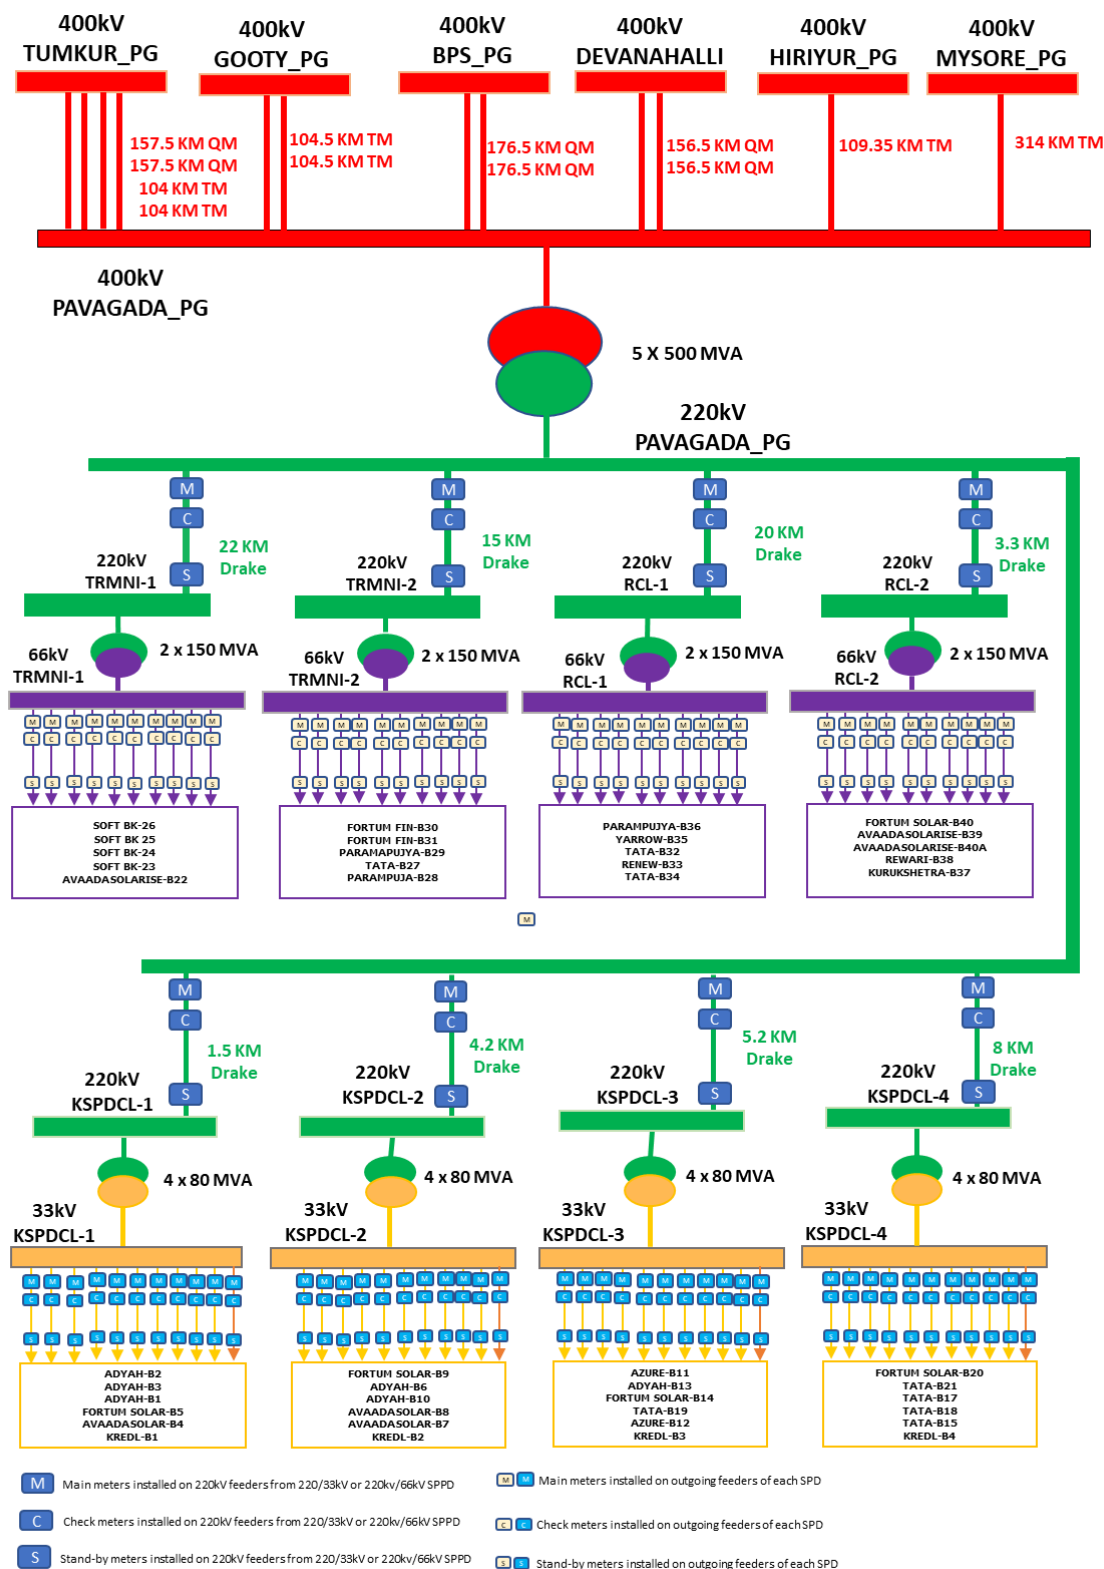 400kV
TUMKUR_PG
400kV
GOOTY_PG
400kV
BPS_PG
400kV
DEVANAHALLI
400kV
HIRIYUR_PG
400kV
MYSORE_PG
157.5 KM QM
157.5 KM QM
104 KM TM
104 KM TM
104.5 KM TM
104.5 KM TM
176.5 KM QM
176.5 KM QM
156.5 KM QM
156.5 KM QM
109.35 KM TM
314 KM TM
400kV
PAVAGADA_PG
5 X 500 MVA
220kV
PAVAGADA_PG
M
C
S
22 KM
Drake
M
C
S
15 KM
Drake
M
C
S
20 KM
Drake
M
C
S
3.3 KM
Drake
220kV
TRMNI-1
220kV
TRMNI-2
220kV
RCL-1
220kV
RCL-2
2 x 150 MVA
2 x 150 MVA
2 x 150 MVA
2 x 150 MVA
66kV
TRMNI-1
66kV
TRMNI-2
66kV
RCL-1
66kV
RCL-2
M M M M M M M M M M
C C C C C C C C C C
S S S S S S S S S S
M M M M M M M M M M
C C C C C C C C C C
S S S S S S S S S S
M M M M M M M M M M
C C C C C C C C C C
S S S S S S S S S S
M M M M M M M M M M
C C C C C C C C C C
S S S S S S S S S S
SOFT BK-26
SOFT BK 25
SOFT BK-24
SOFT BK-23
AVAADASOLARISE-B22
FORTUM FIN-B30
FORTUM FIN-B31
PARAMAPUJYA-B29
TATA-B27
PARAMPUJA-B28
PARAMPUJYA-B36
YARROW-B35
TATA-B32
RENEW-B33
TATA-B34
FORTUM SOLAR-B40
AVAADASOLARISE-B39
AVAADASOLARISE-B40A
REWARI-B38
KURUKSHETRA-B37
M
M
C
S
1.5 KM
Drake
M
C
S
4.2 KM
Drake
M
C
S
5.2 KM
Drake
M
C
S
8 KM
Drake
220kV
KSPDCL-1
220kV
KSPDCL-2
220kV
KSPDCL-3
220kV
KSPDCL-4
4 x 80 MVA
4 x 80 MVA
4 x 80 MVA
4 x 80 MVA
33kV
KSPDCL-1
33kV
KSPDCL-2
33kV
KSPDCL-3
33kV
KSPDCL-4
M M M M M M M M M M
C C C C C C C C C C
S S S S S S S S S S
M M M M M M M M M M M
C C C C C C C C C C C
S S S S S S S S S S S
M M M M M M M M M M M
C C C C C C C C C C C
S S S S S S S S S S S
M M M M M M M M M M M
C C C C C C C C C C C
S S S S S S S S S S S
ADYAH-B2
ADYAH-B3
ADYAH-B1
FORTUM SOLAR-B5
AVAADASOLAR-B4
KREDL-B1
FORTUM SOLAR-B9
ADYAH-B6
ADYAH-B10
AVAADASOLAR-B8
AVAADASOLAR-B7
KREDL-B2
AZURE-B11
ADYAH-B13
FORTUM SOLAR-B14
TATA-B19
AZURE-B12
KREDL-B3
FORTUM SOLAR-B20
TATA-B21
TATA-B17
TATA-B18
TATA-B15
KREDL-B4
M Main meters installed on 220kV feeders from 220/33kV or 220kv/66kV SPPD
M M Main meters installed on outgoing feeders of each SPD
C Check meters installed on 220kV feeders from 220/33kV or 220kv/66kV SPPD
C C Check meters installed on outgoing feeders of each SPD
S Stand-by meters installed on 220kV feeders from 220/33kV or 220kv/66kV SPPD
S S Stand-by meters installed on outgoing feeders of each SPD